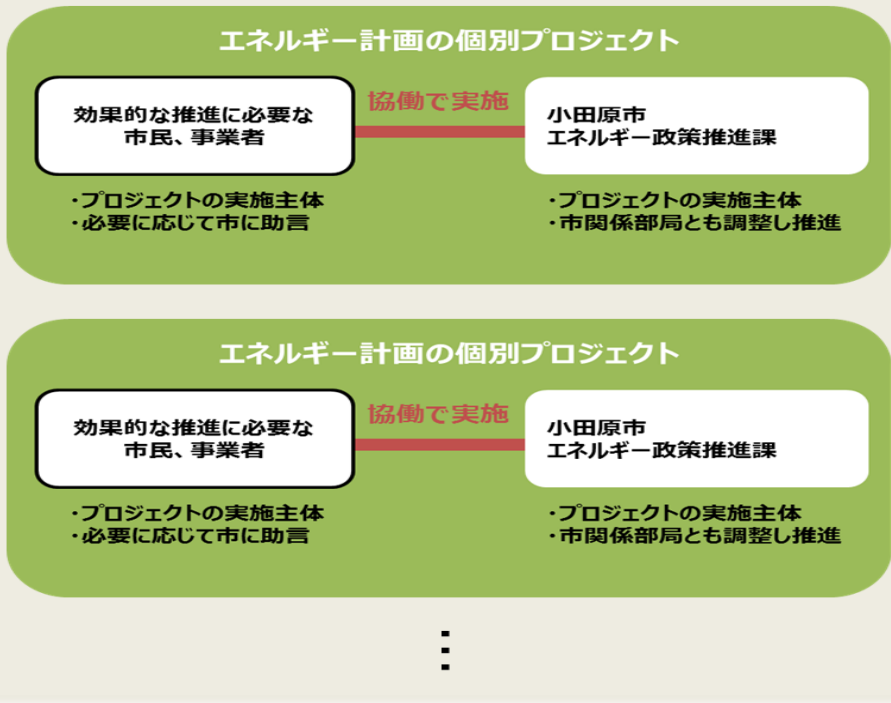 エネルギー計画の個別プロジェクト
効果的な推進に必要な
市民、事業者
協働で実施
小田原市
エネルギー政策推進課
・プロジェクトの実施主体
・必要に応じて市に助言
・プロジェクトの実施主体
・市関係部局とも調整し推進
エネルギー計画の個別プロジェクト
効果的な推進に必要な
市民、事業者
協働で実施
小田原市
エネルギー政策推進課
・プロジェクトの実施主体
・必要に応じて市に助言
・プロジェクトの実施主体
・市関係部局とも調整し推進